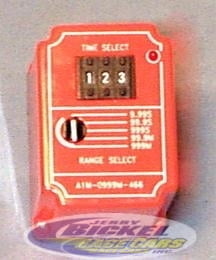 TIME SELECT
1 2 3
9.99S
99.9S
999S
99.9M
999M
RANGE SELECT
A1M-0999M-466
JERRY
BICKEL
RACE CARS
INC